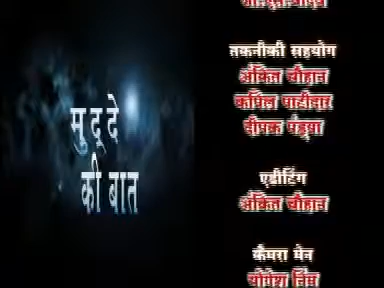 मुद्दे
की बात
तकनीकी सहयोग
अंकित चौहान
कपिल पाटीदार
दीपक पंड्या
एडीटिंग
अंकित चौहान
कैमरा मेन
योगेश निम